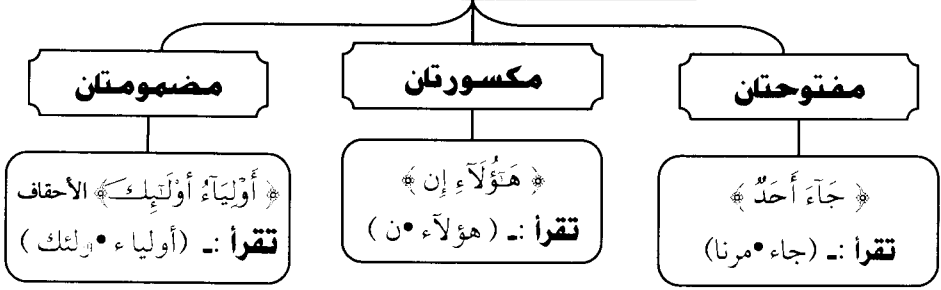 مفتوحتان
مكسورتان
مضمومتان
﴿ جَآءَ أَحَدٌ ﴾
تقرأ :ـ (جاء •مرنا)
﴿ هَـٰٓؤُلَآءِ إِن ﴾
تقرأ :ـ ( هؤلآء •ن )
﴿ أَوْلِيَآءُ أُوْلَـٰٓئِكَ ﴾ الأحقاف
تقرأ :ـ (أولياء •ولئك )